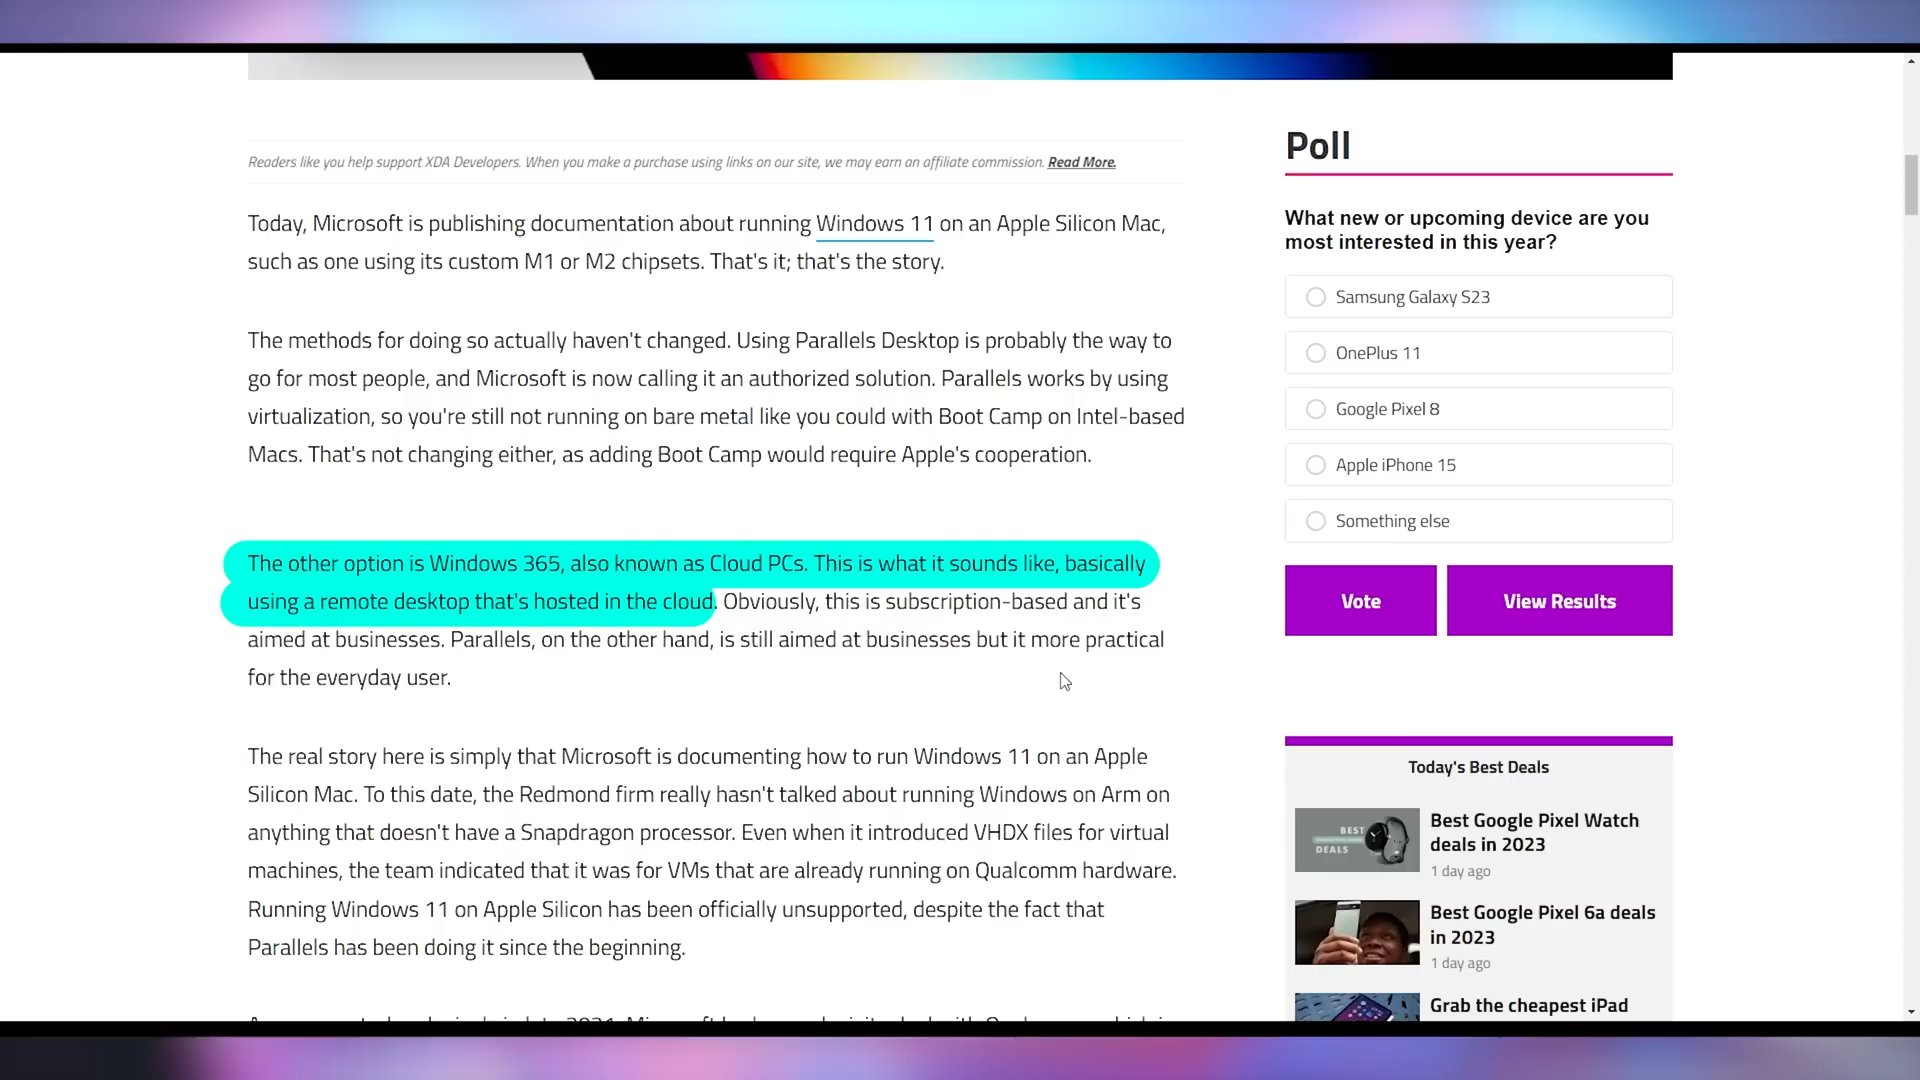 Readers like you help support XDA Developers. When you make a purchase using links on our site, we may earn an affiliate commission. Read More.
Today, Microsoft is publishing documentation about running Windows 11 on an Apple Silicon Mac,
such as one using its custom M1 or M2 chipsets. That's it; that's the story.
The methods for doing so actually haven't changed. Using Parallels Desktop is probably the way to
go for most people, and Microsoft is now calling it an authorized solution. Parallels works by using
virtualization, so you're still not running on bare metal like you could with Boot Camp on Intel-based
Macs. That's not changing either, as adding Boot Camp would require Apple's cooperation.
The other option is Windows 365, also known as Cloud PCs. This is what it sounds like, basically
using a remote desktop that's hosted in the cloud. Obviously, this is subscription-based and it's
aimed at businesses. Parallels, on the other hand, is still aimed at businesses but it more practical
for the everyday user.
The real story here is simply that Microsoft is documenting how to run Windows 11 on an Apple
Silicon Mac. To this date, the Redmond firm really hasn't talked about running Windows on Arm on
anything that doesn't have a Snapdragon processor. Even when it introduced VHDX files for virtual
machines, the team indicated that it was for VMs that are already running on Qualcomm hardware.
Running Windows 11 on Apple Silicon has been officially unsupported, despite the fact that
Parallels has been doing it since the beginning.
Poll
What new or upcoming device are you
most interested in this year?
Samsung Galaxy S23
OnePlus 11
Google Pixel 8
Apple iPhone 15
Something else
Vote
View Results
Today's Best Deals
BEST
DEALS
Best Google Pixel Watch
deals in 2023
1 day ago
Best Google Pixel 6a deals
in 2023
1 day ago
Grab the cheapest iPad